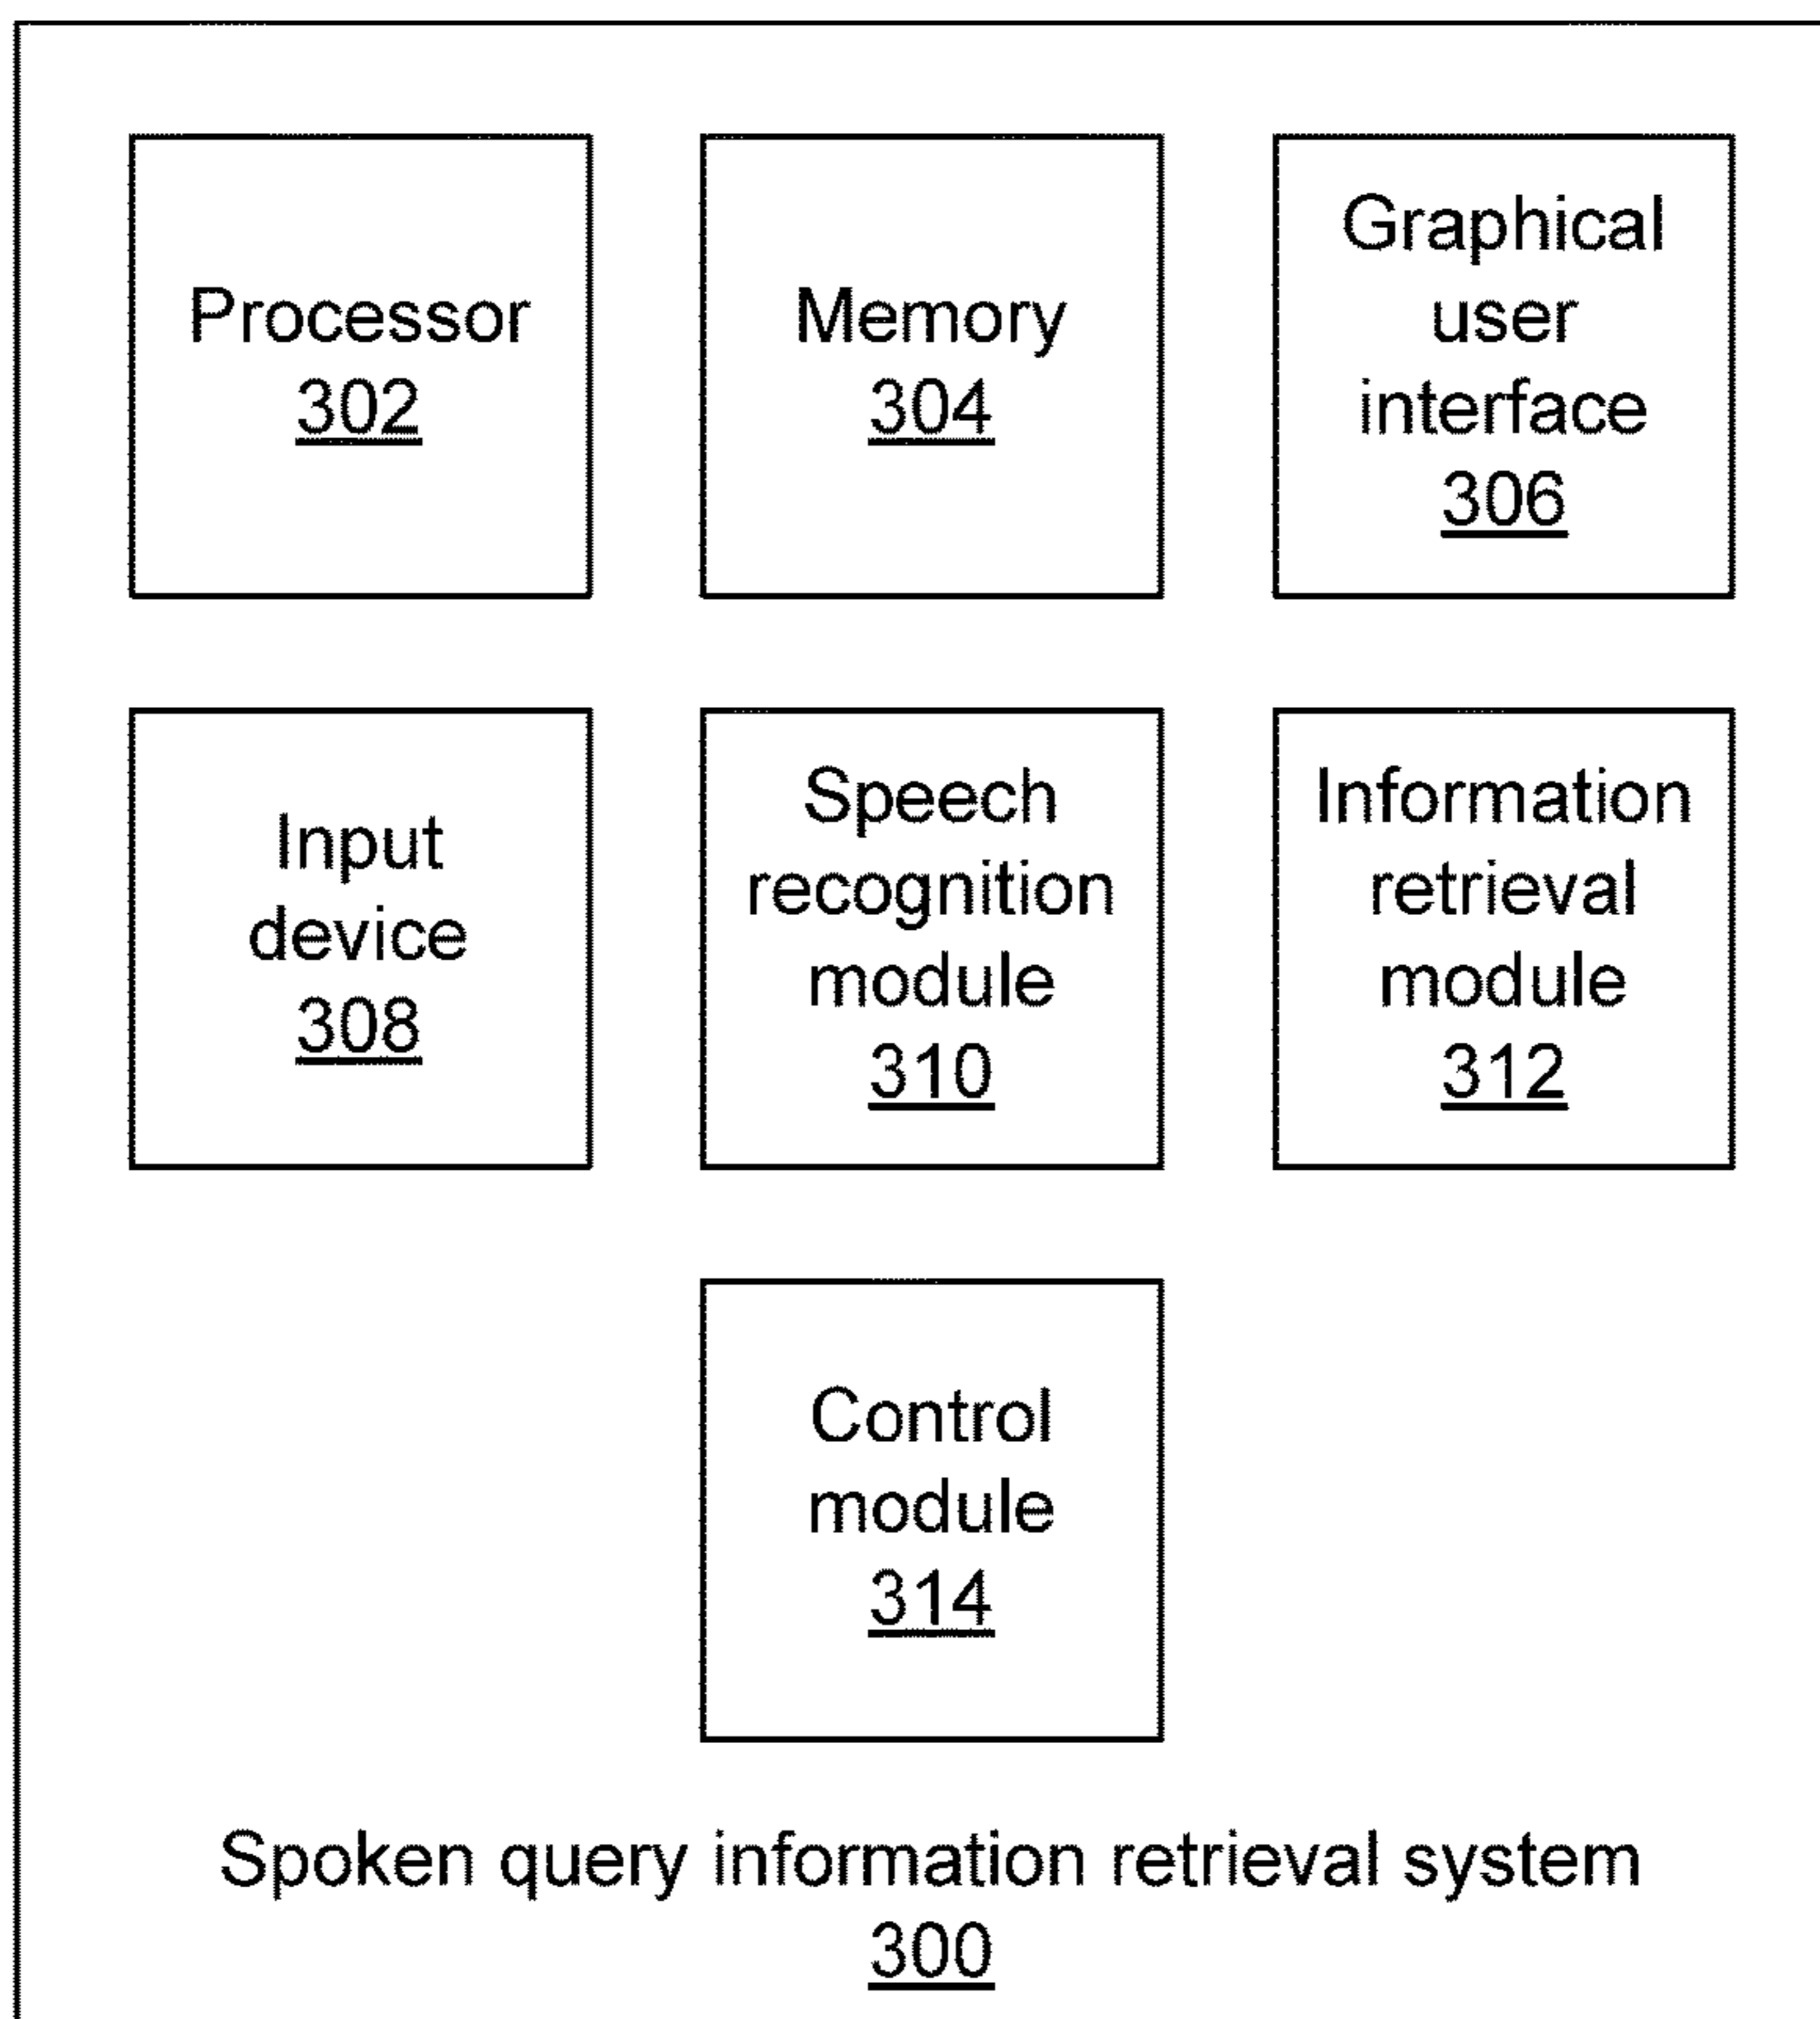 Processor
302
Memory
304
Graphical
user
interface
306
Input
device
308
Speech
recognition
module
310
Information
retrieval
module
312
Control
module
314
Spoken query information retrieval system
300